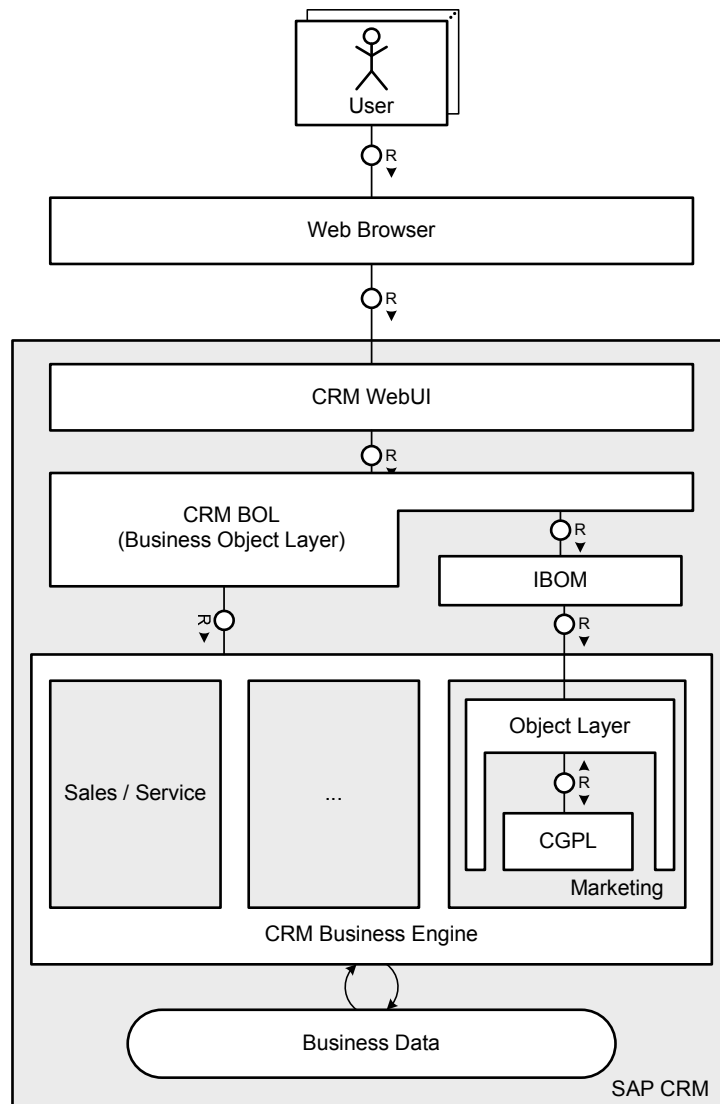 User
R
Web Browser
R
CRM WebUI
R
CRM BOL
(Business Object Layer)
R
IBOM
R
R
Object Layer
Sales / Service
...
R
CGPL
Marketing
CRM Business Engine
Business Data
SAP CRM